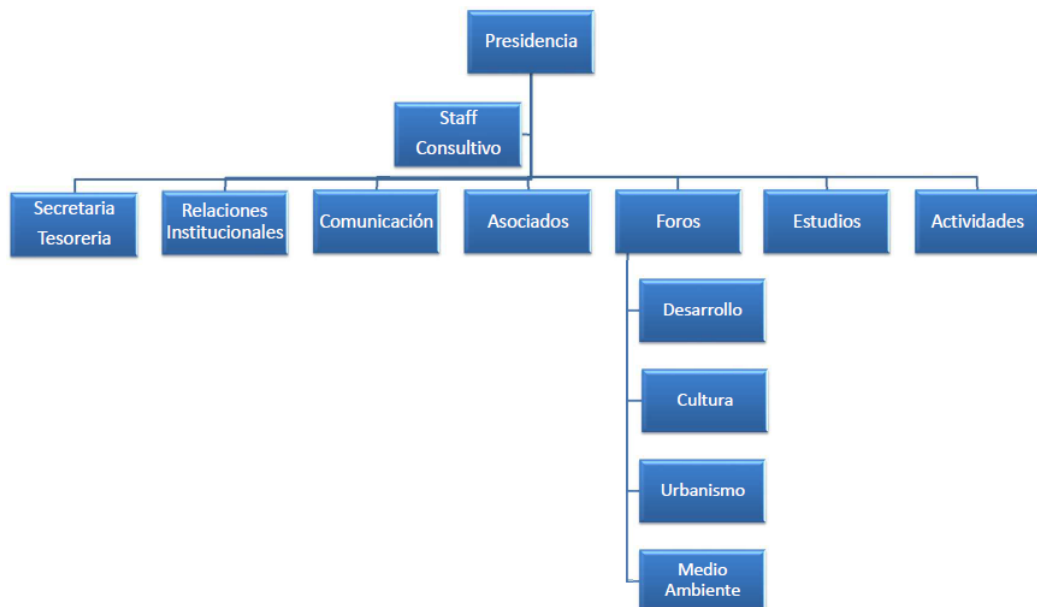 Presidencia
Staff
Consultivo
Secretaria
Tesoreria
Relaciones
Institucionales
Comunicación
Asociados
Foros
Estudios
Actividades
Desarrollo
Cultura
Urbanismo
Medio
Ambiente